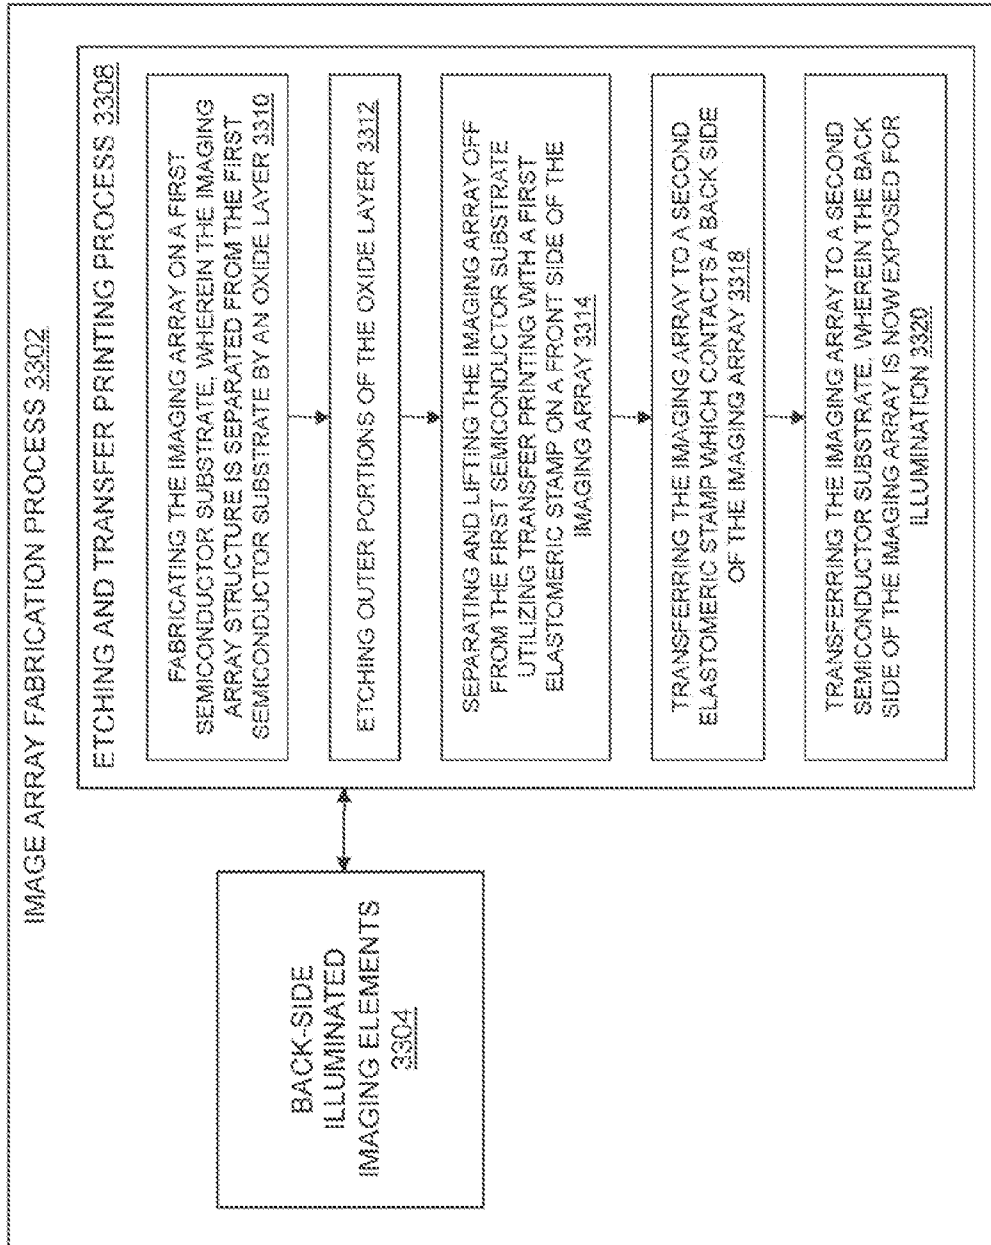 IMAGE ARRAY FABRICATION PROCESS 3302
BACK-SIDE
ILLUMINATED
IMAGING ELEMENTS
3304
ETCHING AND TRANSFER PRINTING PROCESS 3308
FABRICATING THE IMAGING ARRAY ON A FIRST
SEMICONDUCTOR SUBSTRATE, WHEREIN THE IMAGING
ARRAY STRUCTURE IS SEPARATED FROM THE FIRST
SEMICONDUCTOR SUBSTRATE BY AN OXIDE LAYER 3310
ETCHING OUTER PORTIONS OF THE OXIDE LAYER 3312
SEPARATING AND LIFTING THE IMAGING ARRAY OFF
FROM THE FIRST SEMICONDUCTOR SUBSTRATE
UTILIZING TRANSFER PRINTING WITH A FIRST
ELASTOMERIC STAMP ON A FRONT SIDE OF THE
IMAGING ARRAY 3314
TRANSFERRING THE IMAGING ARRAY TO A SECOND
ELASTOMERIC STAMP WHICH CONTACTS A BACK SIDE
OF THE IMAGING ARRAY 3318
TRANSFERRING THE IMAGING ARRAY TO A SECOND
SEMICONDUCTOR SUBSTRATE, WHEREIN THE BACK
SIDE OF THE IMAGING ARRAY IS NOW EXPOSED FOR
ILLUMINATION 3320